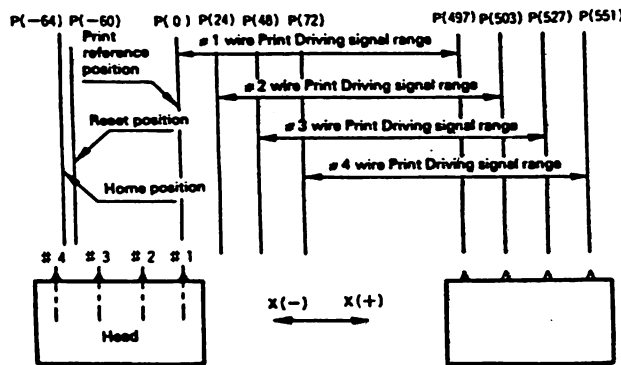 P(-64) P(-60) P(0) P(24) P(48) P(72) P(497) P(503) P(527) P(551)
Print reference position
#1 wire Print Driving signal range
#2 wire Print Driving signal range
Reset position
#3 wire Print Driving signal range
#4 wire Print Driving signal range
Home position
#4 #3 #2 #1
X(-) X(+)
Head